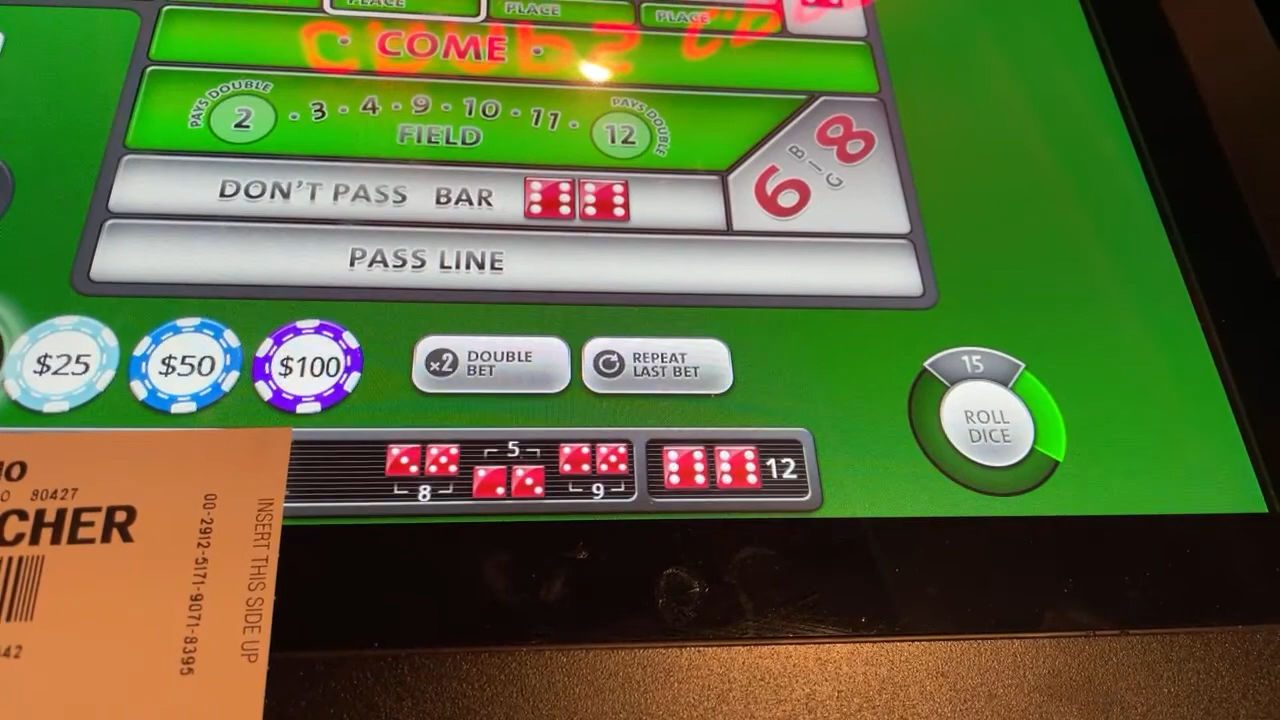 PLACE
PLACE
PLACE
COME
PAYS DOUBLE
2 · 3 · 4 · 9 · 10 · 11 · 12
PAYS DOUBLE
FIELD
BIG
6 8
DON'T PASS BAR
PASS LINE
$25
$50
$100
x2 DOUBLE
BET
REPEAT
LAST BET
15
ROLL
DICE
8
5
9
12
80427
CHER
00-2912-5171-9071-8395
INSERT THIS SIDE UP